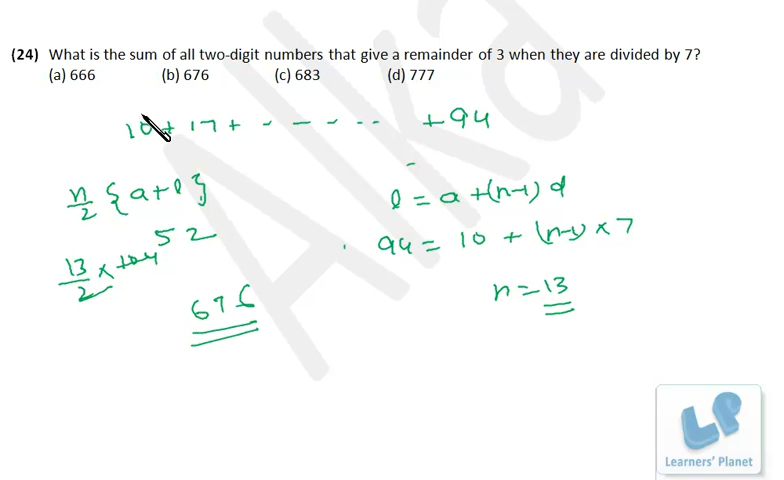 (24) What is the sum of all two-digit numbers that give a remainder of 3 when they are divided by 7?
(a) 666 (b) 676 (c) 683 (d) 777
10 + 17 + - - - - - - - + 94
n/2 { a + l }
l = a + (n-1) d
13/2 × 104 52
94 = 10 + (n-1) × 7
n = 13
676
Alka
LP
Learners' Planet